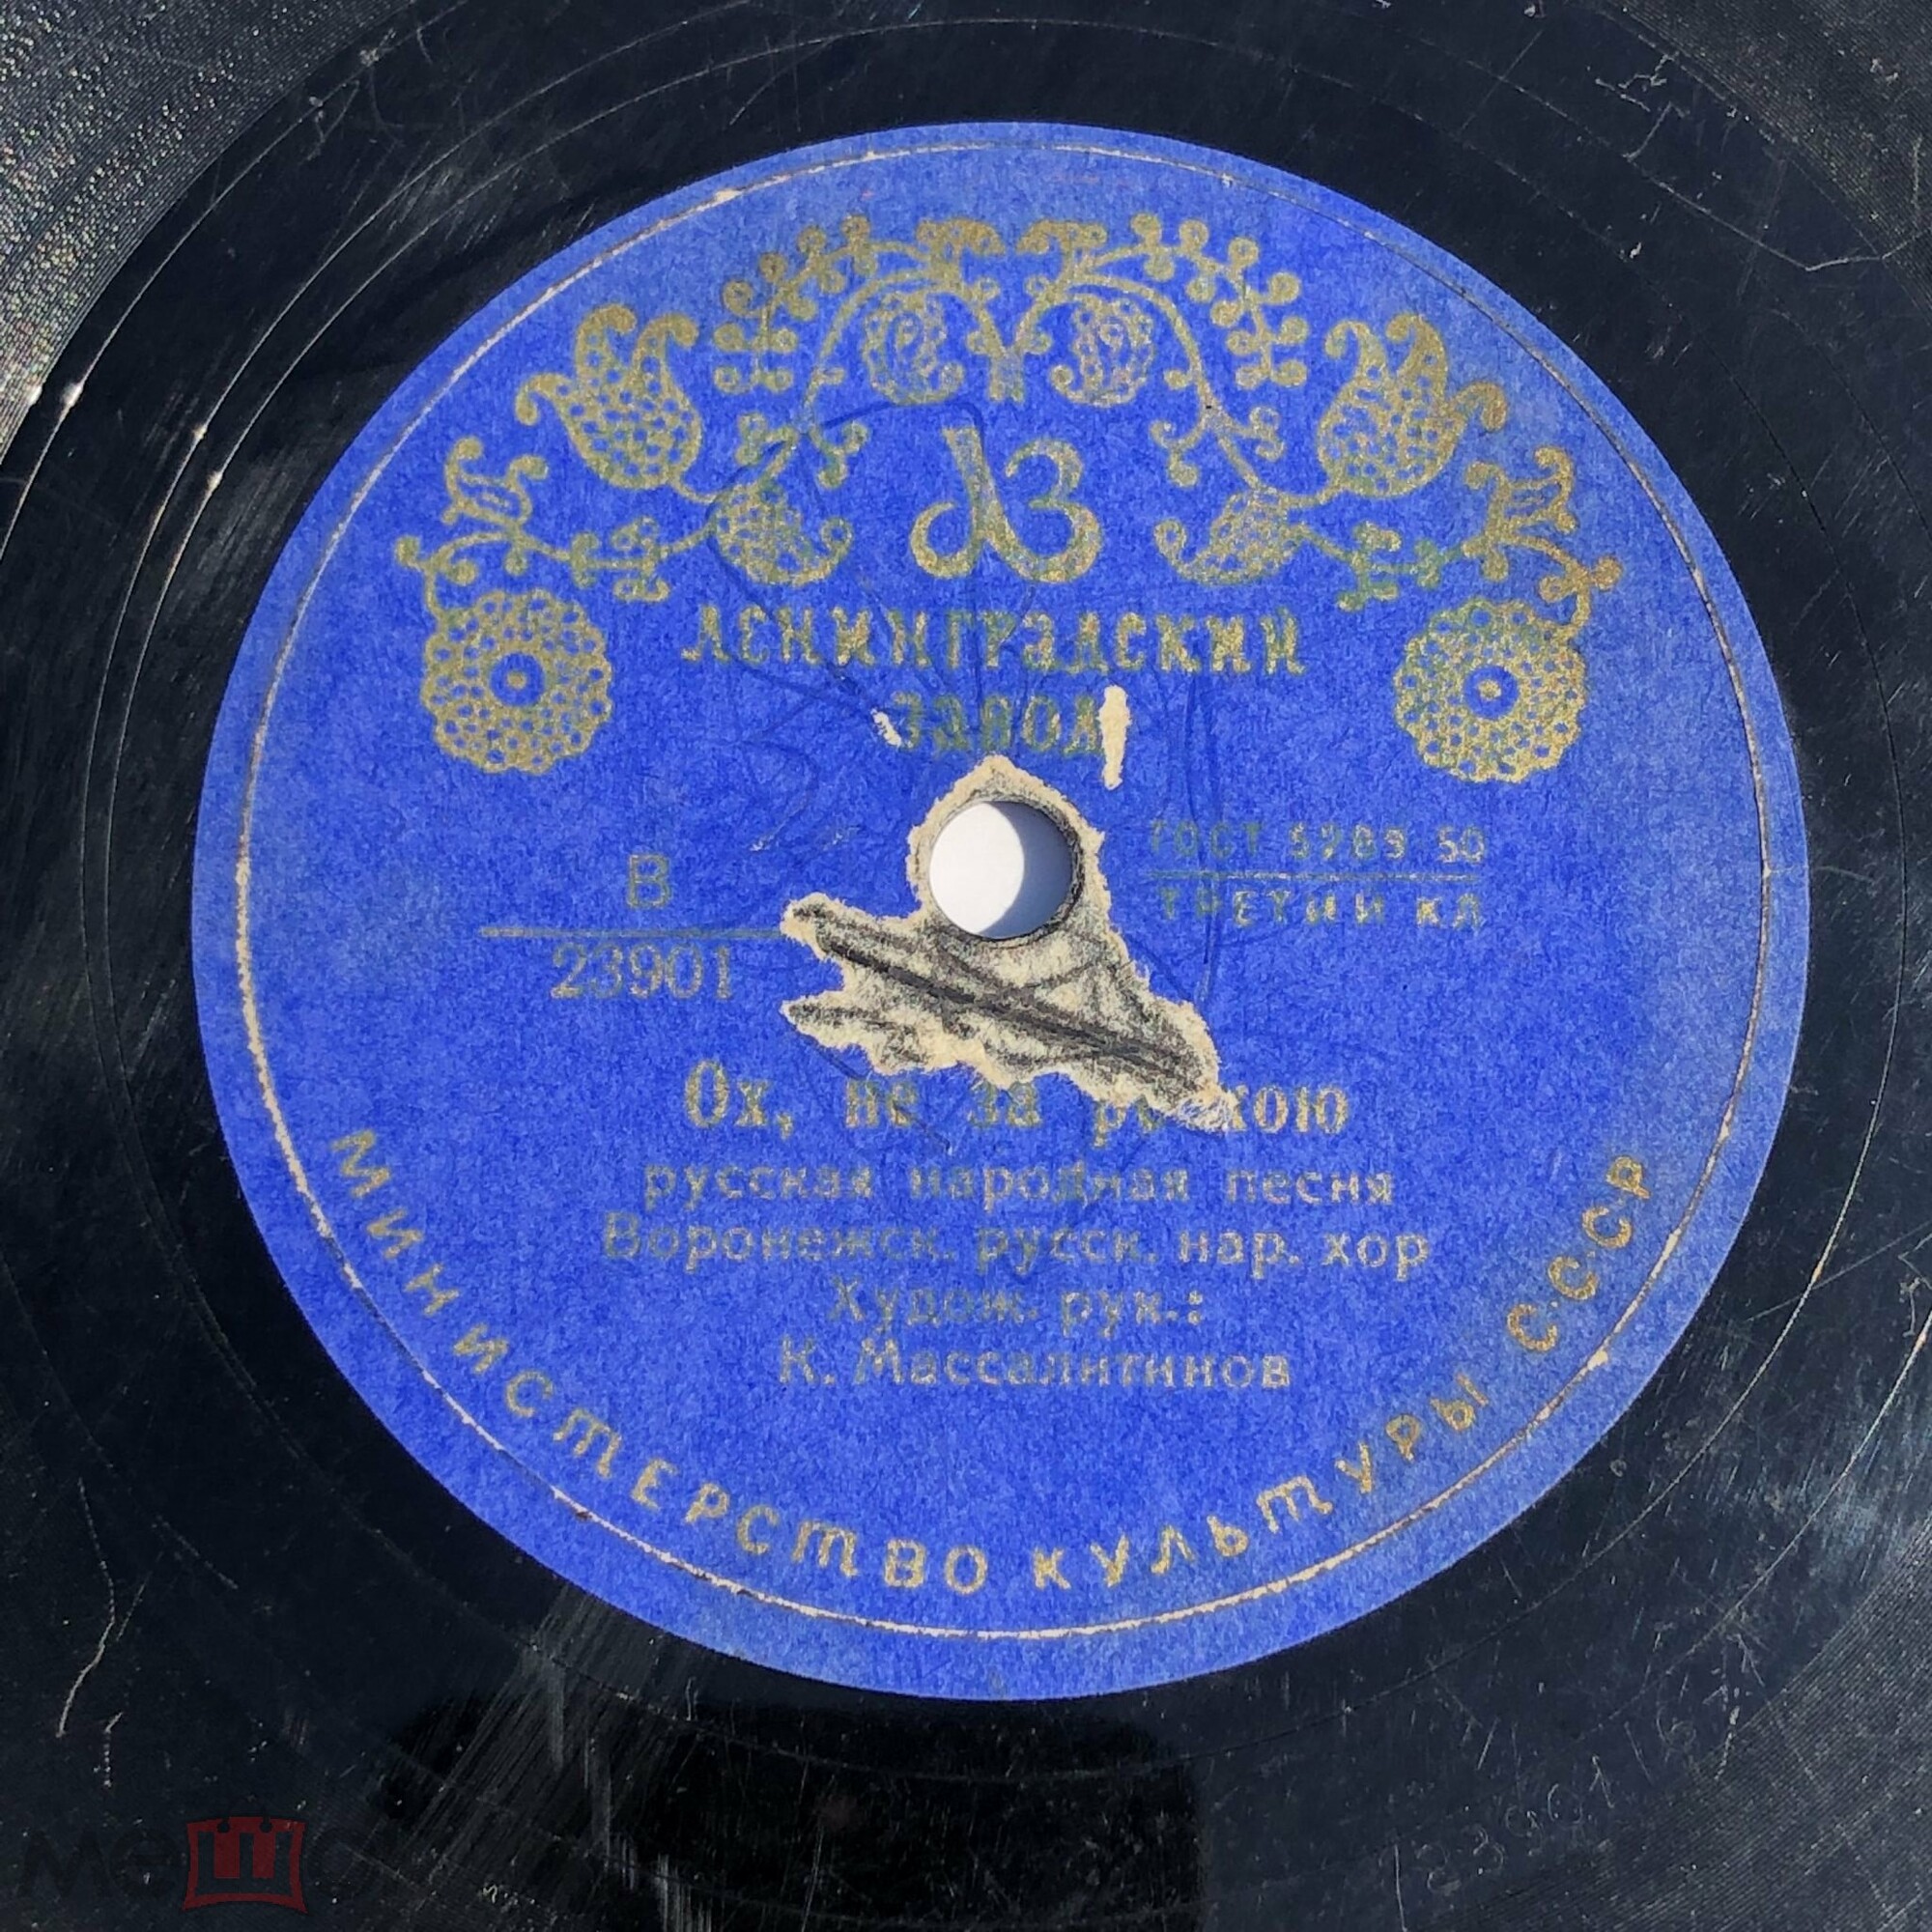 ЛЗ
ЛЕНИНГРАДСКИЙ
ЗАВОД
В
23901
ГОСТ 5289-50
ТРЕТИЙ КЛ
Ох, не за
русская народная песня
Воронежск. русск. нар. хор
Худож. рук.:
К. Массалитинов
МИНИСТЕРСТВО КУЛЬТУРЫ С.С.С.Р
мешок